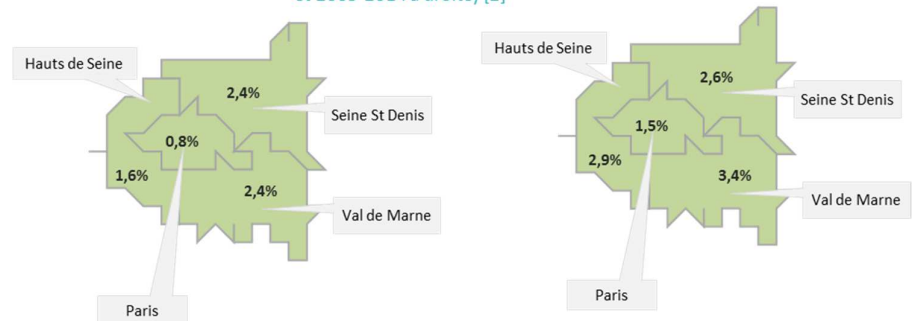 Hauts de Seine
2,4%
Seine St Denis
0,8%
1,6%
2,4%
Val de Marne
Paris
Hauts de Seine
2,6%
Seine St Denis
1,5%
2,9%
3,4%
Val de Marne
Paris